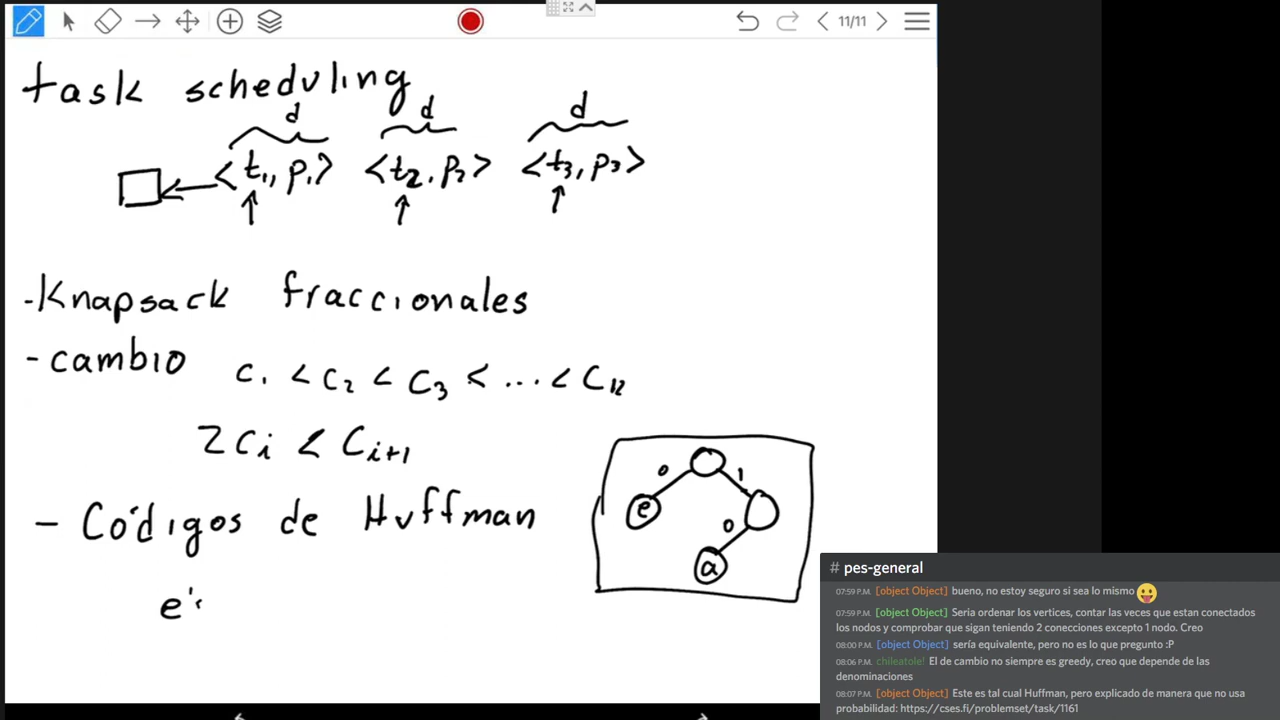 11/11
task scheduling
d d d
<t1, p1> <t2, p2> <t3, p3>
- Knapsack fraccionales
- cambio c1 < c2 < c3 < ... < c12
2ci < ci+1
0 1
e
0
a
- Códigos de Huffman
e'
# pes-general
07:59 P.M. [object Object] bueno, no estoy seguro si sea lo mismo 😛
07:59 P.M. [object Object] Seria ordenar los vertices, contar las veces que estan conectados
los nodos y comprobar que sigan teniendo 2 conecciones excepto 1 nodo. Creo
08:00 P.M. [object Object] sería equivalente, pero no es lo que pregunto :P
08:06 P.M. chileatole! El de cambio no siempre es greedy, creo que depende de las
denominaciones
08:07 P.M. [object Object] Este es tal cual Huffman, pero explicado de manera que no usa
probabilidad: https://cses.fi/problemset/task/1161